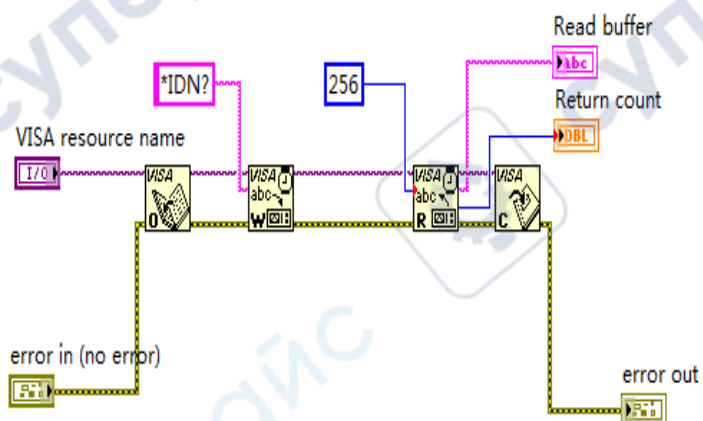 Read buffer
abc
*IDN?
256
Return count
DBL
VISA resource name
I/O
VISA
O
VISA
abc
W
VISA
abc
R
VISA
C
error in (no error)
error out